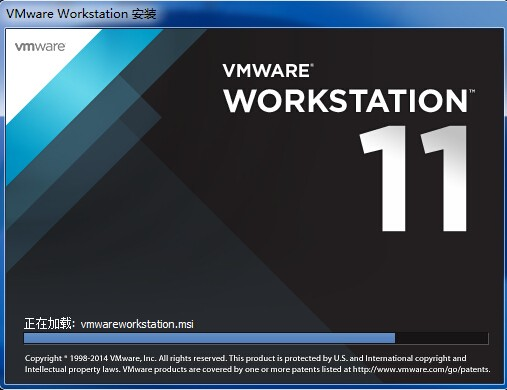 VMware Workstation 安装
vmware
VMWARE®
WORKSTATION™
11
正在加载: vmwareworkstation.msi
Copyright © 1998-2014 VMware, Inc. All rights reserved. This product is protected by U.S. and International copyright and
Intellectual property laws. VMware products are covered by one or more patents listed at http://www.vmware.com/go/patents.